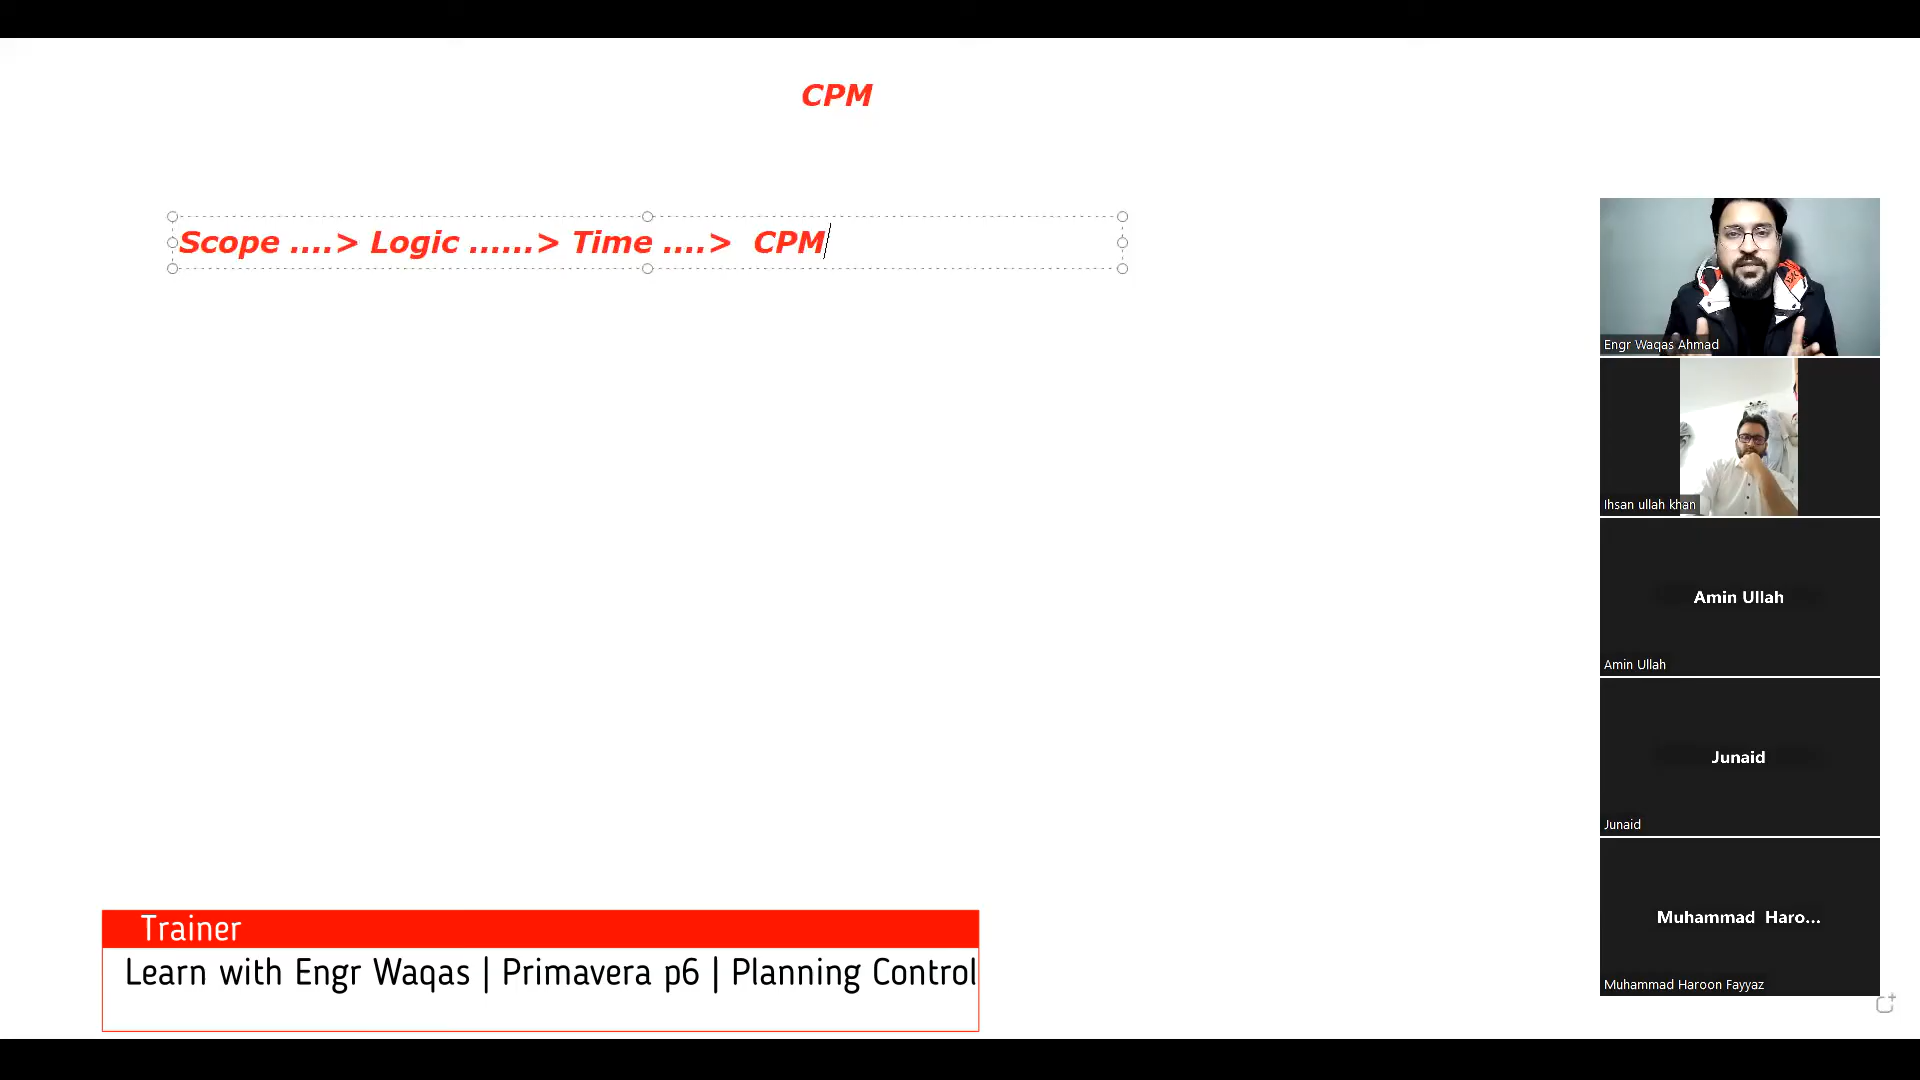 CPM
Scope ....> Logic ......> Time ....>  CPM
Engr Waqas Ahmad
Ihsan ullah khan
Amin Ullah
Amin Ullah
Junaid
Junaid
Muhammad  Haro...
Muhammad Haroon Fayyaz
Trainer
Learn with Engr Waqas | Primavera p6 | Planning Control